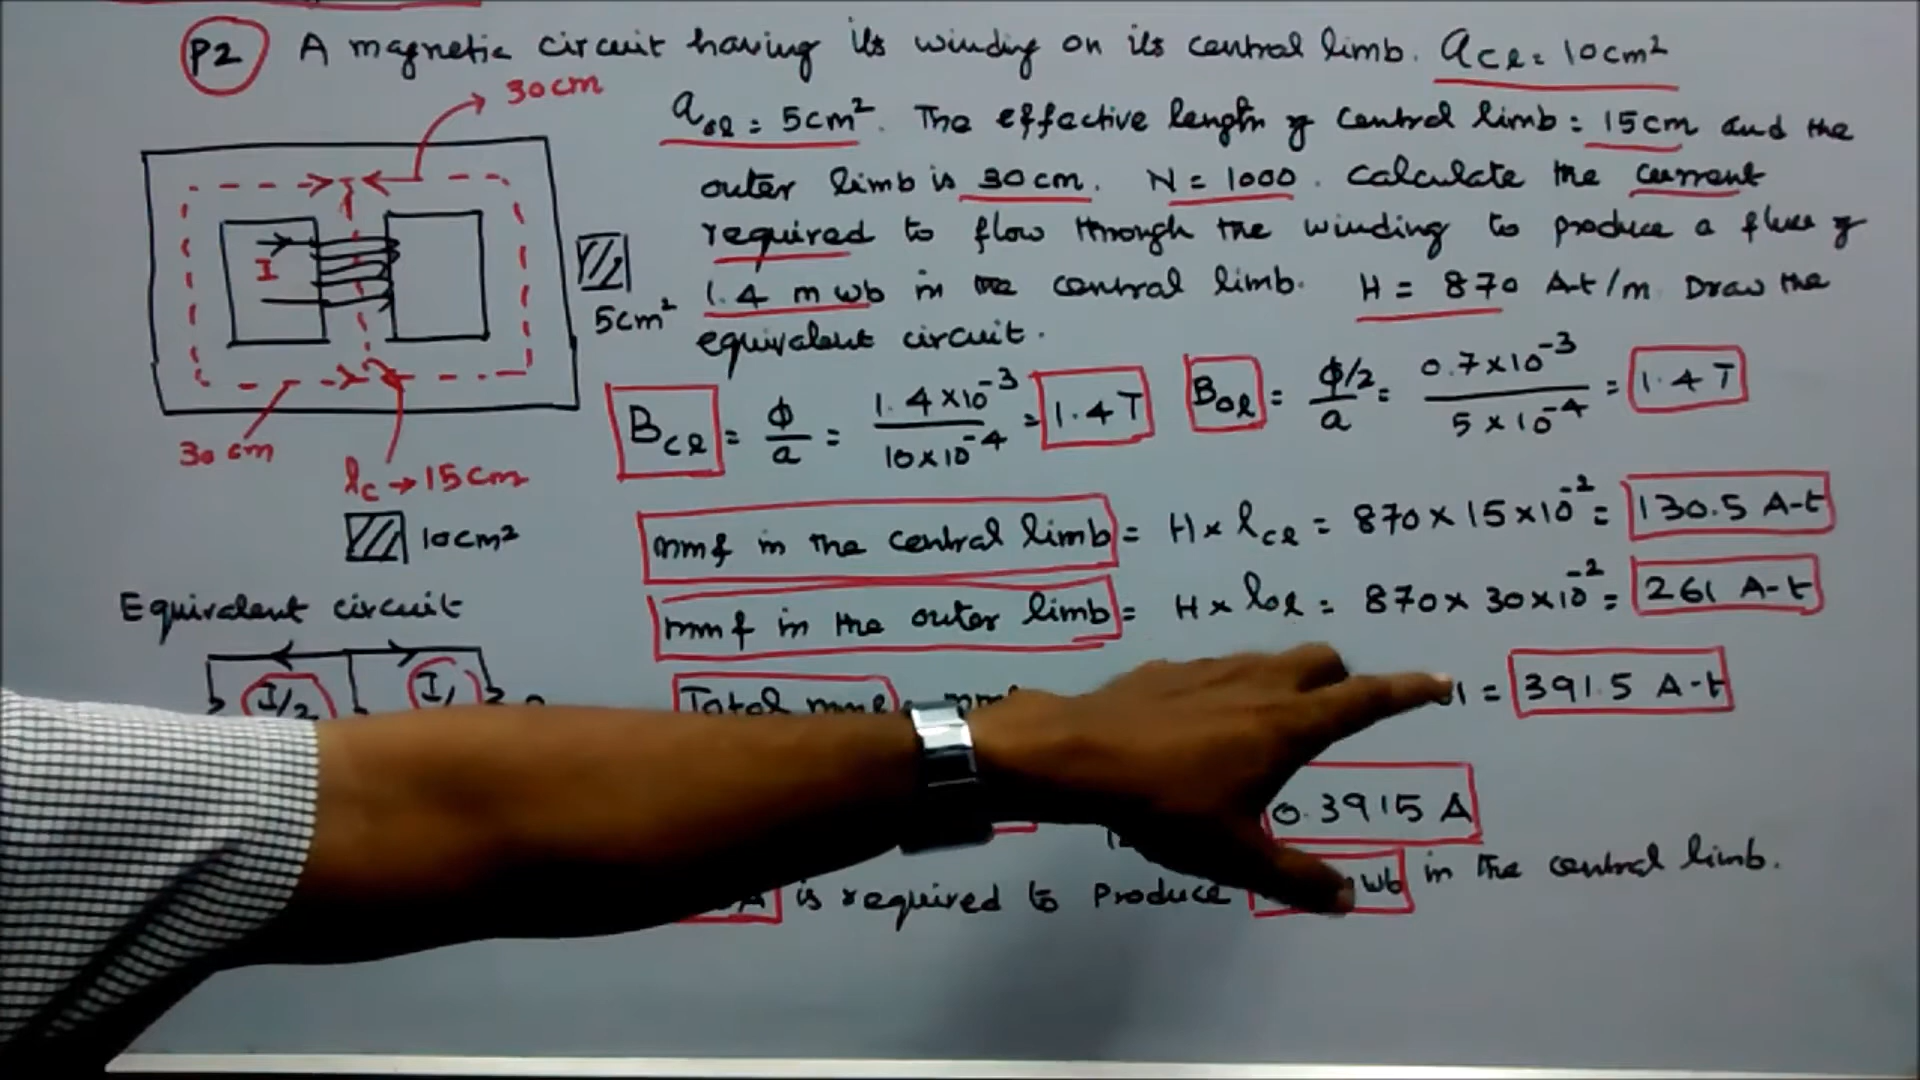 P2 A magnetic circuit having its winding on its central limb. acl = 10cm²
aol = 5cm². The effective length of central limb = 15cm and the
outer limb is 30cm. N = 1000. Calculate the current
required to flow through the winding to produce a flux of
1.4 mwb in the central limb. H = 870 A-t/m. Draw the
equivalent circuit.
30cm
I
5cm²
30cm
lc → 15cm
10cm²
Bcl = ϕ/a = 1.4×10⁻³/10×10⁻⁴ = 1.4T
Bol = ϕ/2/a = 0.7×10⁻³/5×10⁻⁴ = 1.4T
mmf in the central limb = H × lcl = 870×15×10⁻² = 130.5 A-t
mmf in the outer limb = H × lol = 870×30×10⁻² = 261 A-t
Equivalent circuit
I/2
Total mmf = = 391.5 A-t
0.3915 A
A is required to produce wb in the central limb.